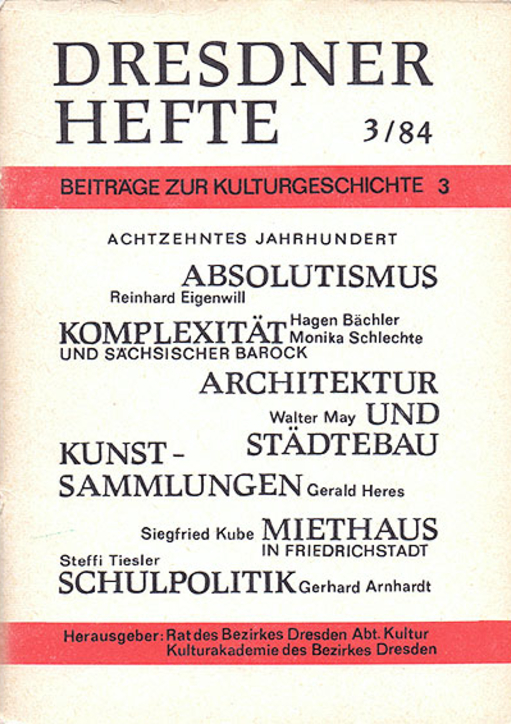 DRESDNER
HEFTE 3/84
BEITRÄGE ZUR KULTURGESCHICHTE 3
ACHTZEHNTES JAHRHUNDERT
ABSOLUTISMUS
Reinhard Eigenwill
KOMPLEXITÄT Hagen Bächler
Monika Schlechte
UND SÄCHSISCHER BAROCK
ARCHITEKTUR
Walter May UND
STÄDTEBAU
KUNST-
SAMMLUNGEN Gerald Heres
Siegfried Kube MIETHAUS
IN FRIEDRICHSTADT
Steffi Tiesler
SCHULPOLITIK Gerhard Arnhardt
Herausgeber: Rat des Bezirkes Dresden Abt. Kultur
Kulturakademie des Bezirkes Dresden